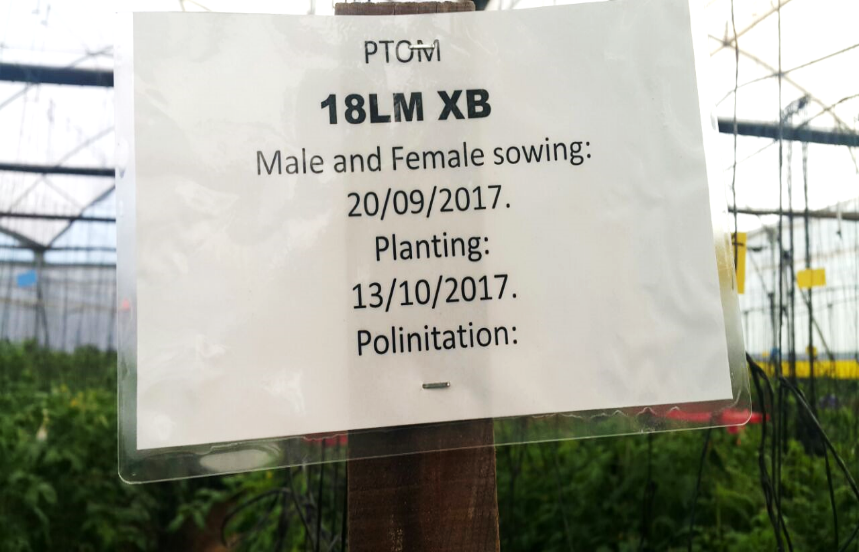 PTOM
18LM XB
Male and Female sowing:
20/09/2017.
Planting:
13/10/2017.
Polinitation: